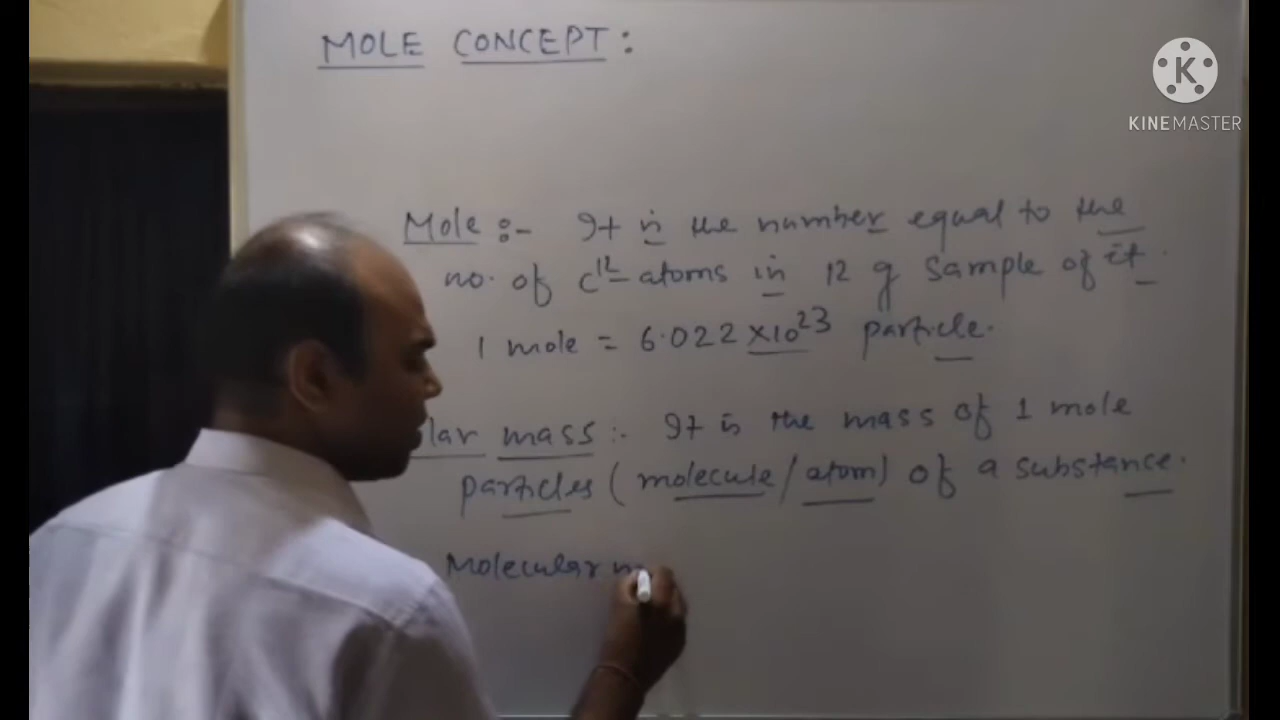 MOLE CONCEPT:
KINEMASTER
Mole :- It is the number equal to the
no. of C12 atoms in 12 g sample of it.
1 mole = 6.022 x10^23 particle.
lar mass :- It is the mass of 1 mole
particles (molecule/atom) of a substance.
Molecular m